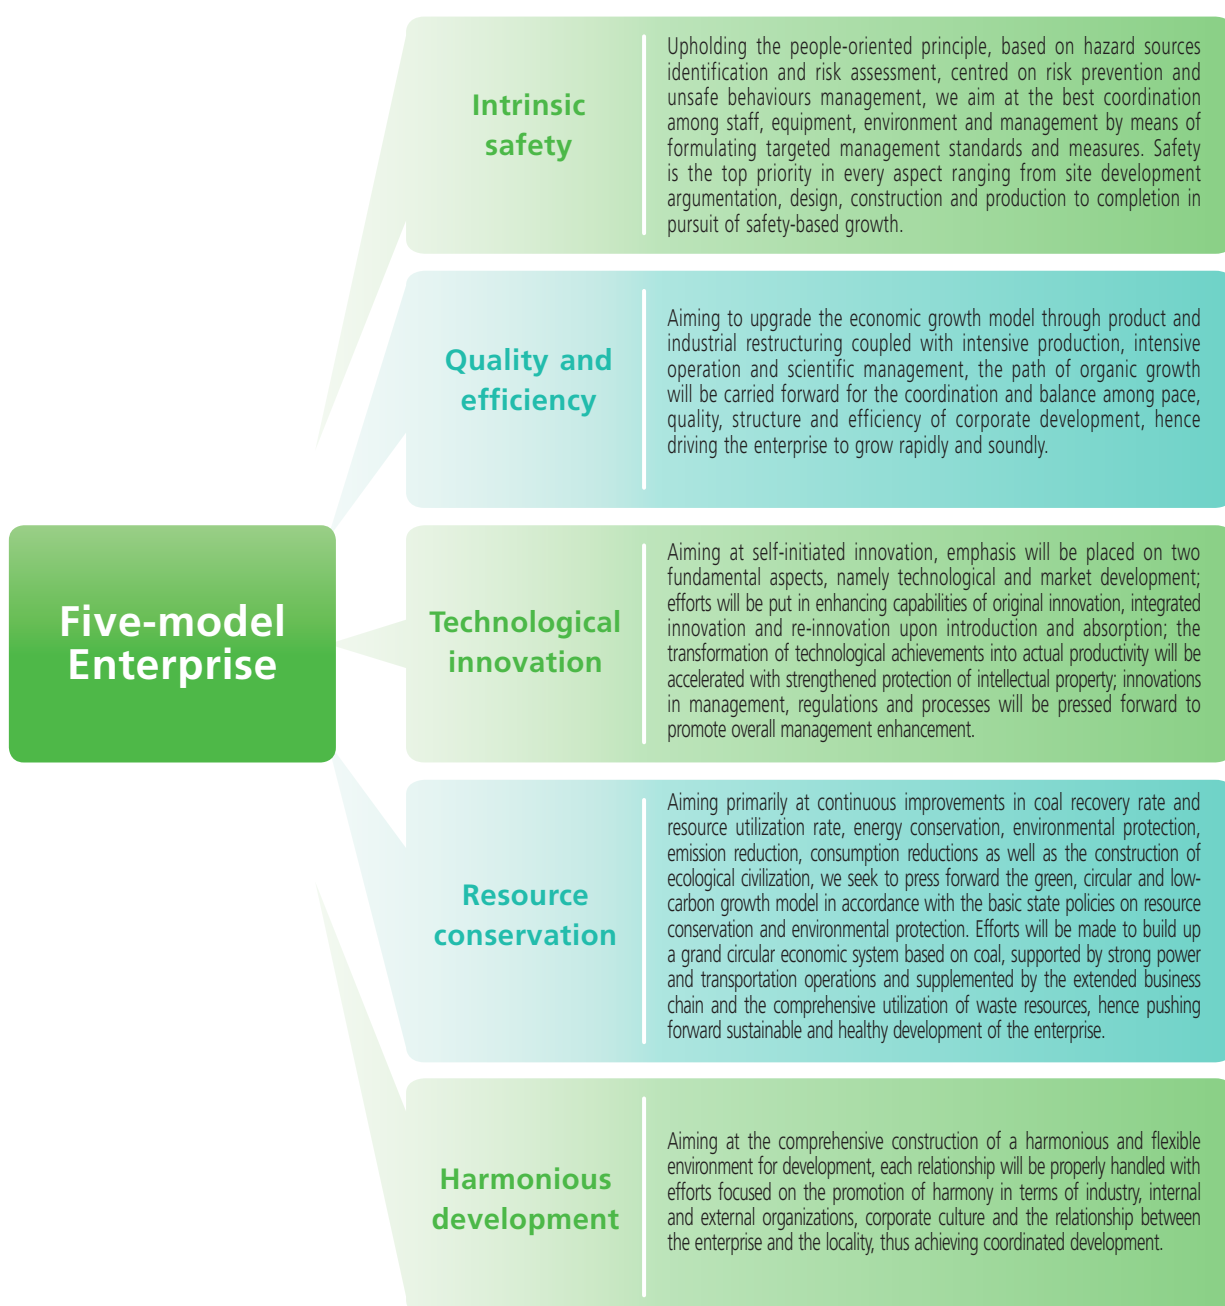 Intrinsic
safety
Upholding the people-oriented principle, based on hazard sources
identification and risk assessment, centred on risk prevention and
unsafe behaviours management, we aim at the best coordination
among staff, equipment, environment and management by means of
formulating targeted management standards and measures. Safety
is the top priority in every aspect ranging from site development
argumentation, design, construction and production to completion in
pursuit of safety-based growth.
Quality and
efficiency
Aiming to upgrade the economic growth model through product and
industrial restructuring coupled with intensive production, intensive
operation and scientific management, the path of organic growth
will be carried forward for the coordination and balance among pace,
quality, structure and efficiency of corporate development, hence
driving the enterprise to grow rapidly and soundly.
Five-model
Enterprise
Technological
innovation
Aiming at self-initiated innovation, emphasis will be placed on two
fundamental aspects, namely technological and market development;
efforts will be put in enhancing capabilities of original innovation, integrated
innovation and re-innovation upon introduction and absorption; the
transformation of technological achievements into actual productivity will be
accelerated with strengthened protection of intellectual property; innovations
in management, regulations and processes will be pressed forward to
promote overall management enhancement.
Resource
conservation
Aiming primarily at continuous improvements in coal recovery rate and
resource utilization rate, energy conservation, environmental protection,
emission reduction, consumption reductions as well as the construction of
ecological civilization, we seek to press forward the green, circular and low-
carbon growth model in accordance with the basic state policies on resource
conservation and environmental protection. Efforts will be made to build up
a grand circular economic system based on coal, supported by strong power
and transportation operations and supplemented by the extended business
chain and the comprehensive utilization of waste resources, hence pushing
forward sustainable and healthy development of the enterprise.
Harmonious
development
Aiming at the comprehensive construction of a harmonious and flexible
environment for development, each relationship will be properly handled with
efforts focused on the promotion of harmony in terms of industry, internal
and external organizations, corporate culture and the relationship between
the enterprise and the locality, thus achieving coordinated development.